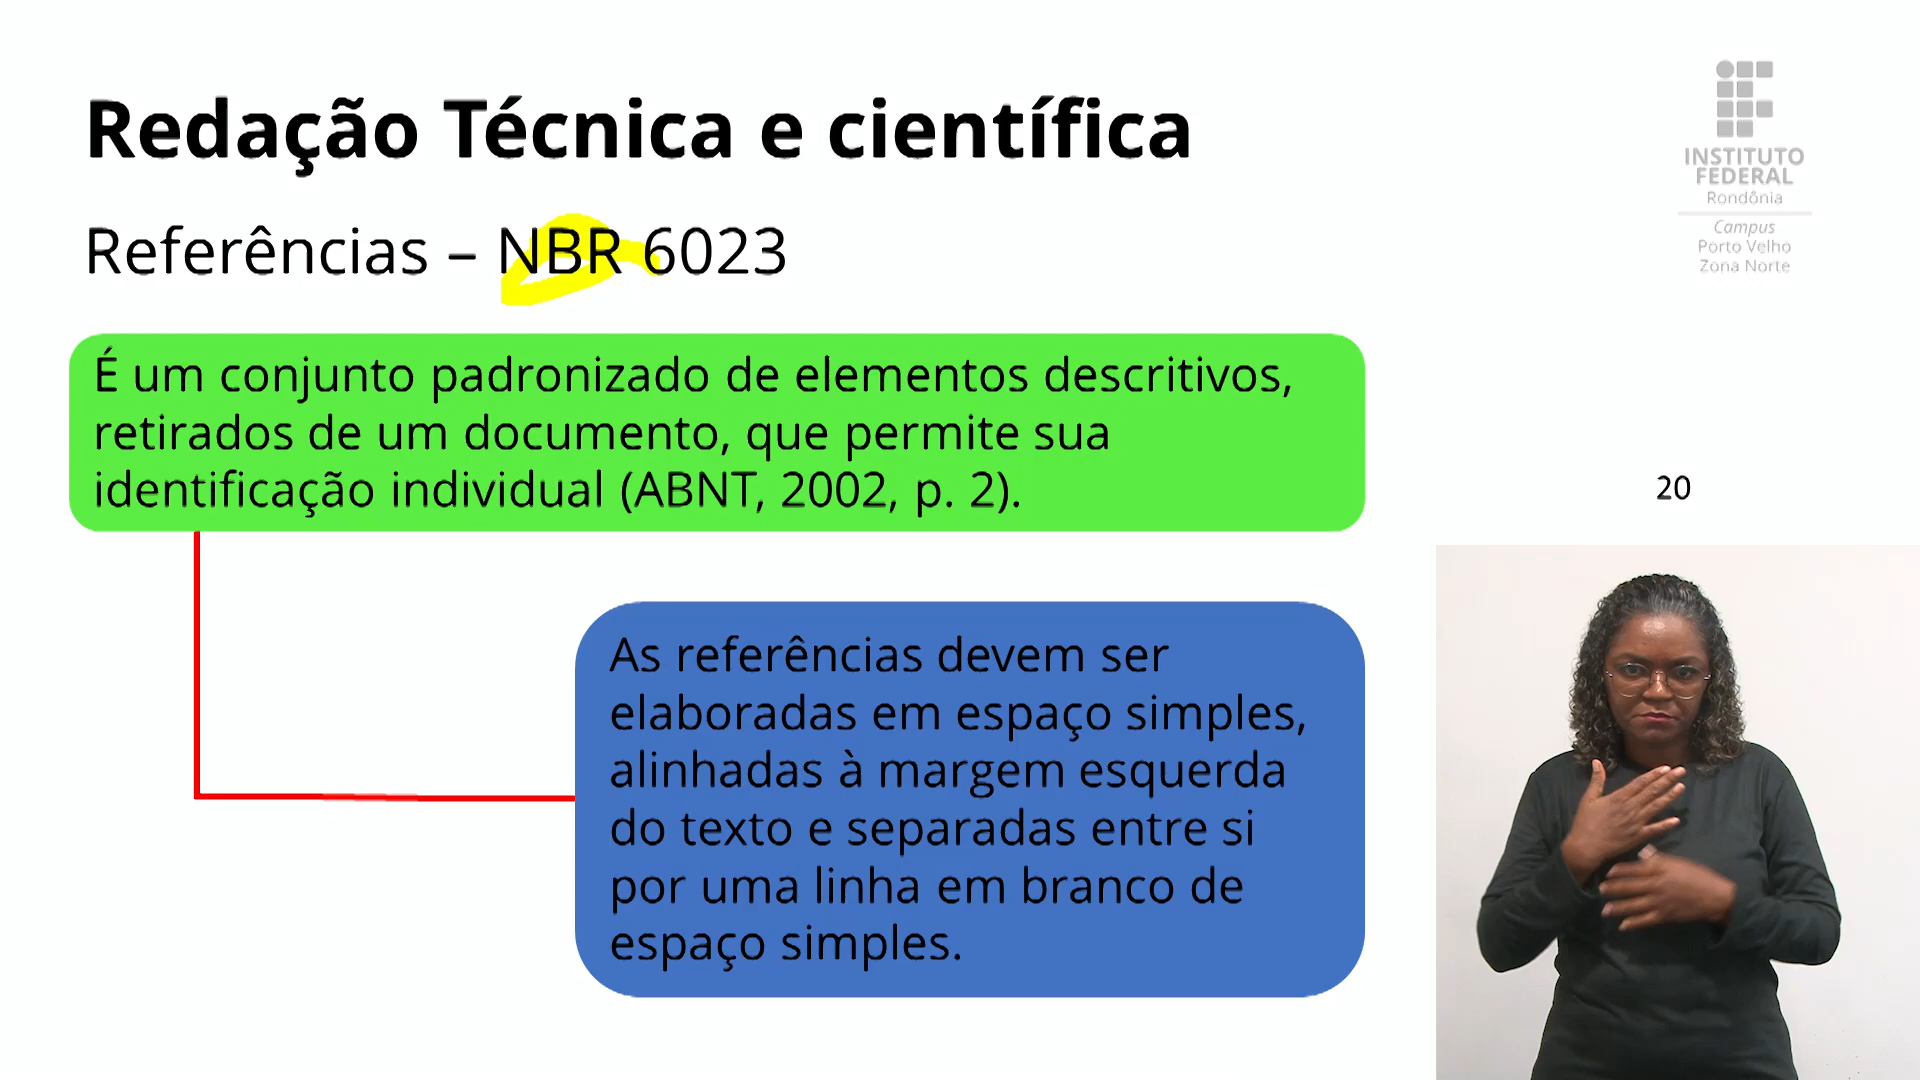 Redação Técnica e científica
Referências – NBR 6023
É um conjunto padronizado de elementos descritivos,
retirados de um documento, que permite sua
identificação individual (ABNT, 2002, p. 2).
As referências devem ser
elaboradas em espaço simples,
alinhadas à margem esquerda
do texto e separadas entre si
por uma linha em branco de
espaço simples.
INSTITUTO
FEDERAL
Rondônia
Campus
Porto Velho
Zona Norte
20